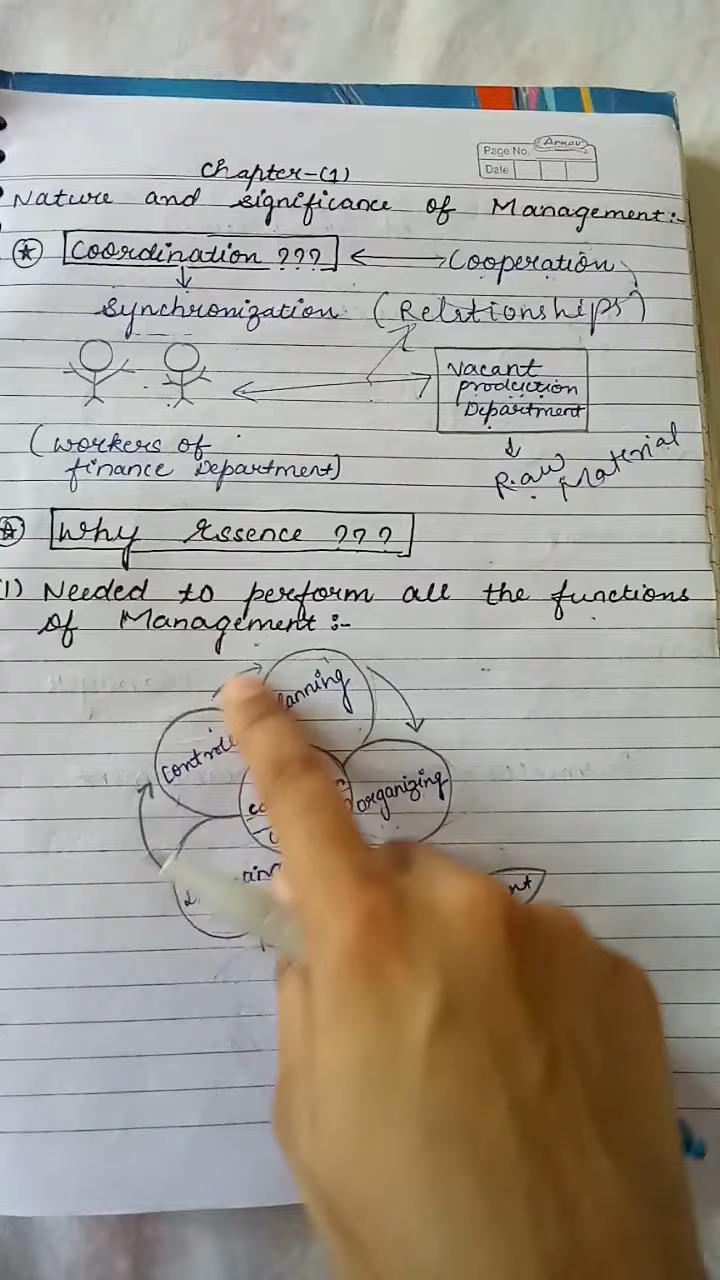 Page No.
Arnav
Date
Chapter-(1)
Nature and significance of Management:-
Coordination ??? Cooperation
Synchronization (Relationships)
Vacant
production
Department
(workers of
finance Department)
Raw Material
Why Essence ???
1) Needed to perform all the functions
of Management :-
organizing